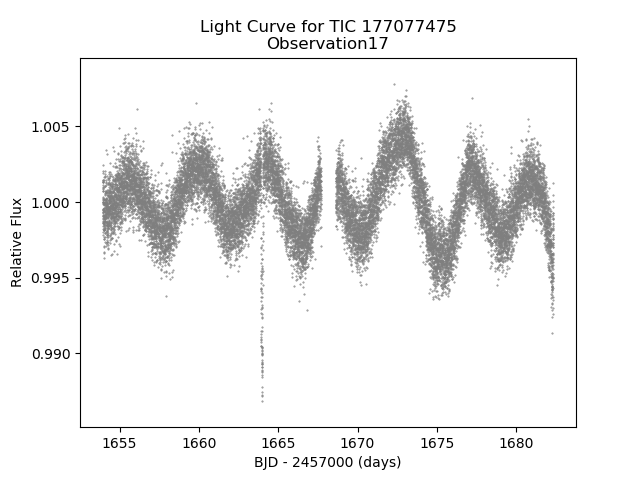 Light Curve for TIC 177077475
Observation17
1.005
1.000
0.995
0.990
Relative Flux
1655 1660 1665 1670 1675 1680
BJD - 2457000 (days)